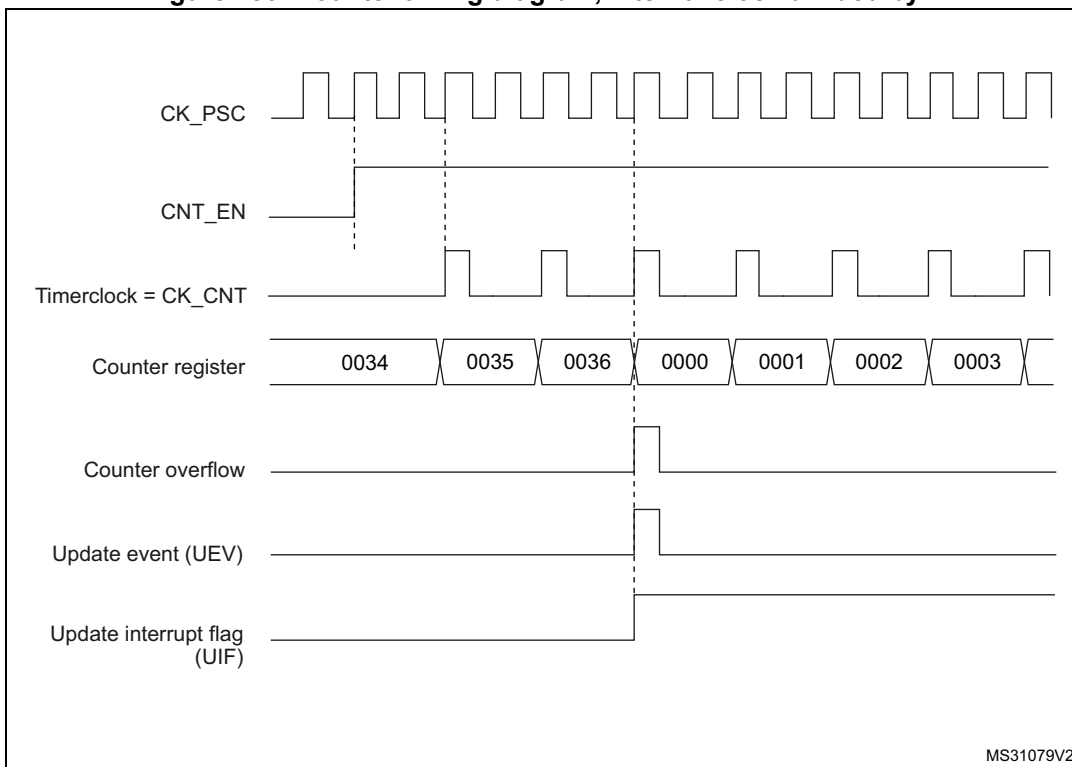 CK_PSC
CNT_EN
Timerclock = CK_CNT
Counter register
0034 0035 0036 0000 0001 0002 0003
Counter overflow
Update event (UEV)
Update interrupt flag
(UIF)
MS31079V2